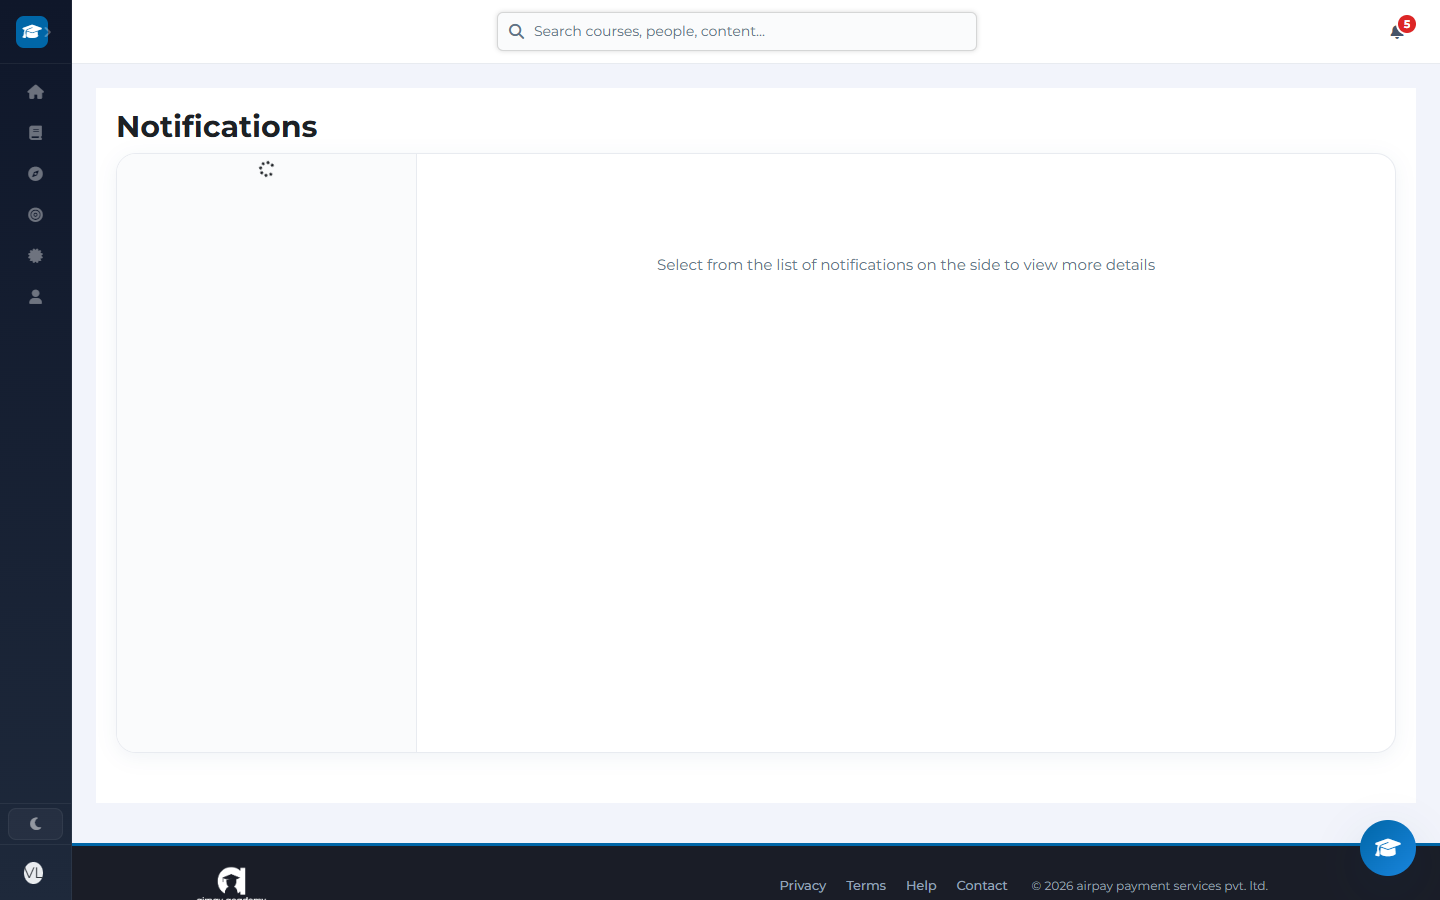 Search courses, people, content...
5
Notifications
Select from the list of notifications on the side to view more details
VL
Privacy
Terms
Help
Contact
© 2026 airpay payment services pvt. ltd.